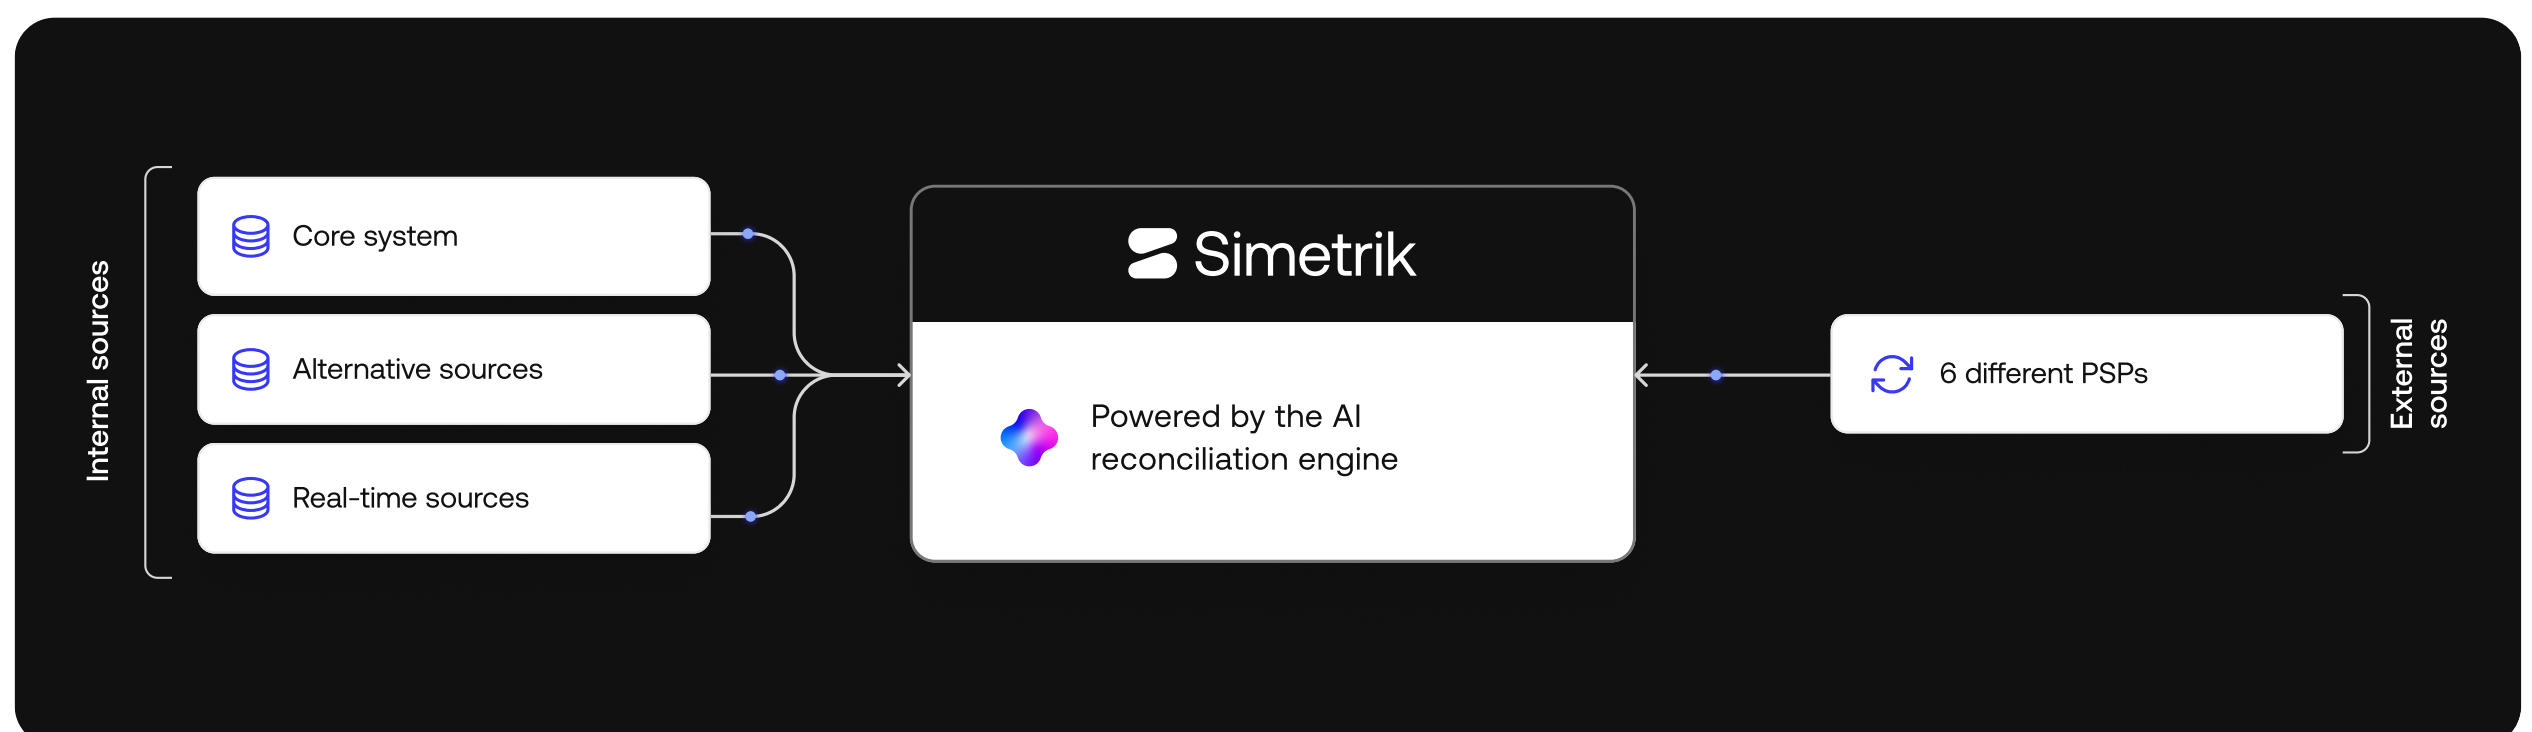 Internal sources
Core system
Alternative sources
Real-time sources
Simetrik
Powered by the AI
reconciliation engine
6 different PSPs
External
sources